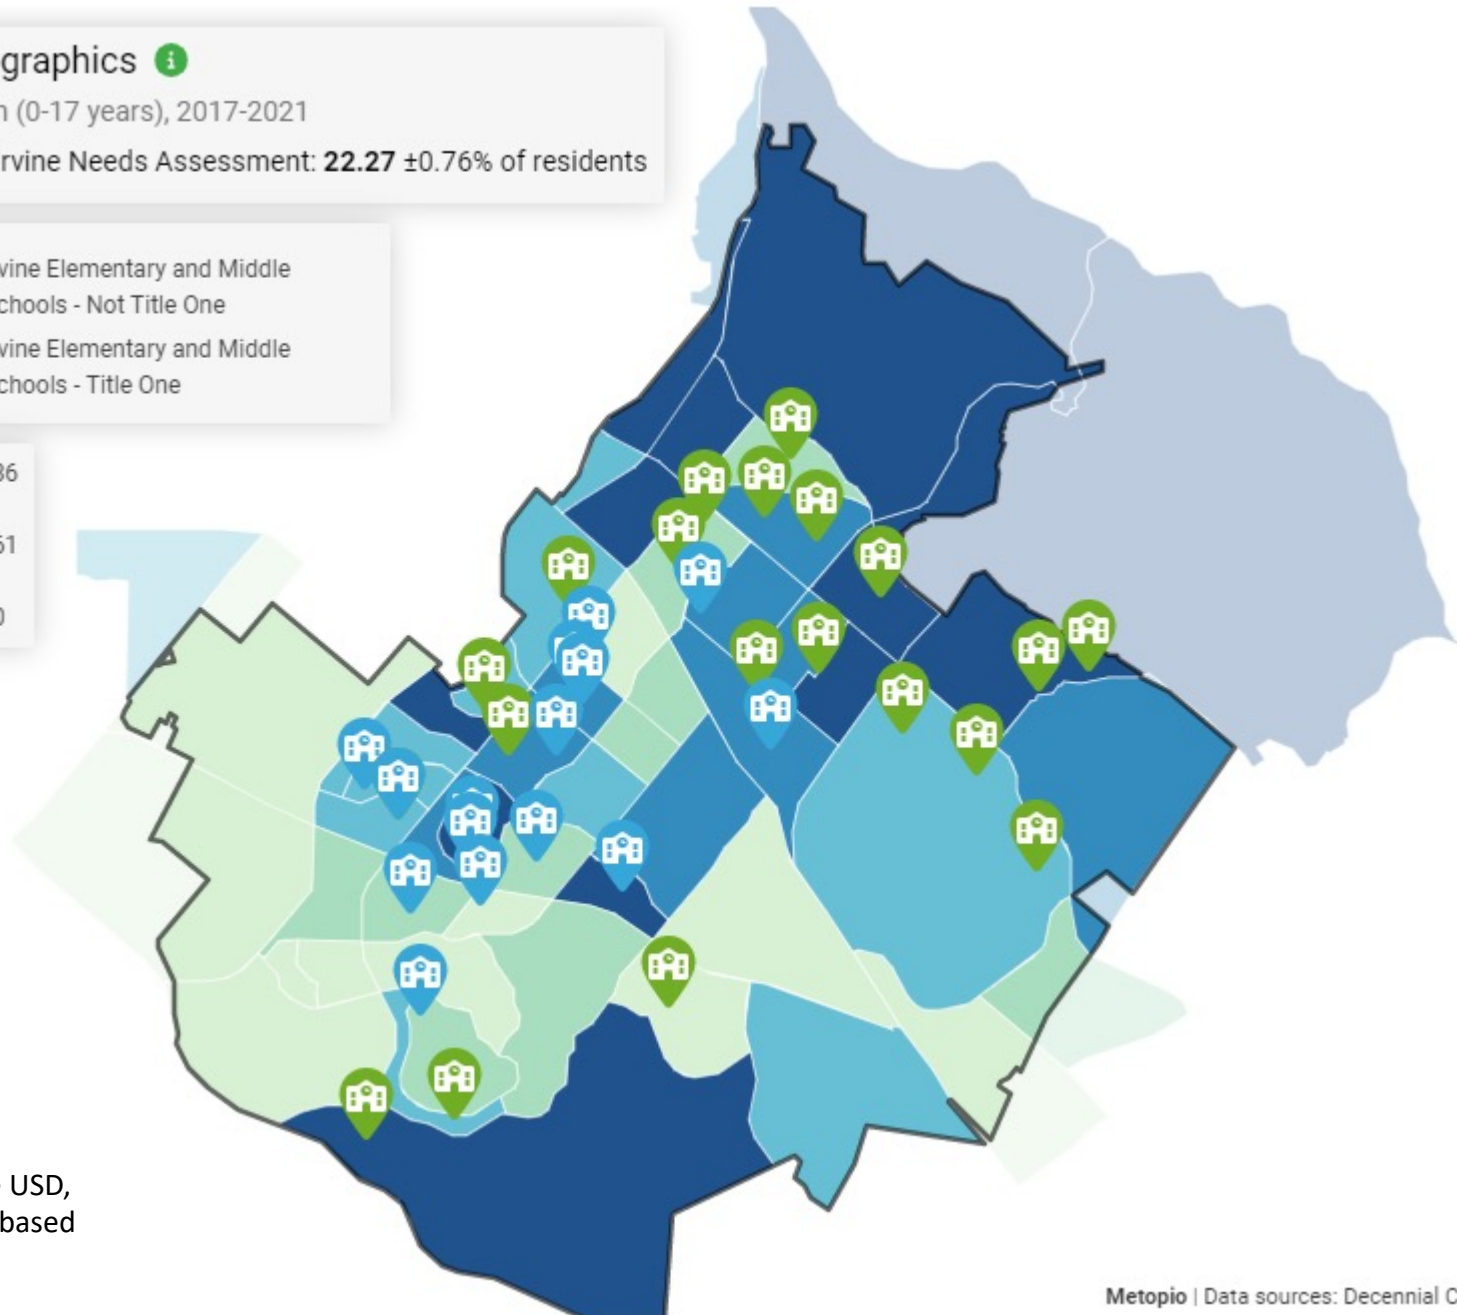 graphics
n (0-17 years), 2017-2021
rvine Needs Assessment: 22.27 ±0.76% of residents
vine Elementary and Middle
chools - Not Title One
vine Elementary and Middle
chools - Title One
36
51
0
USD,
based
Metopio | Data sources: Decennial C